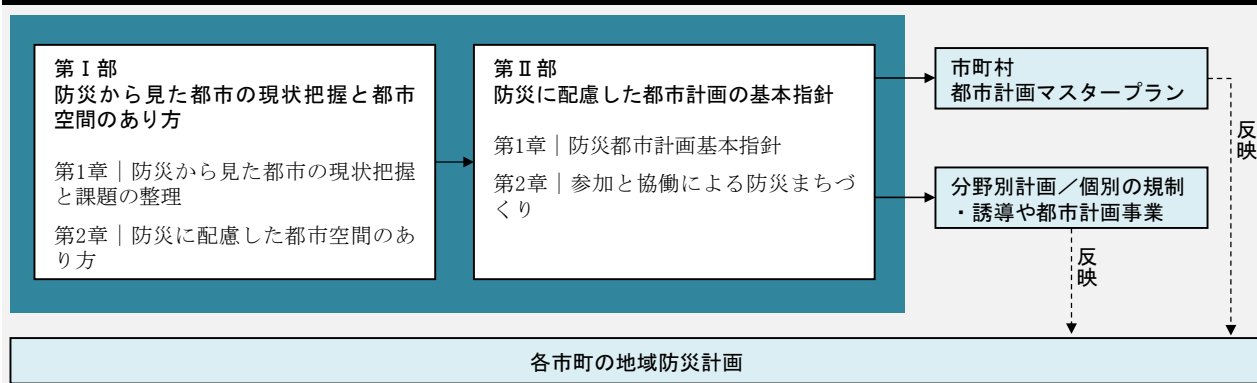 第Ⅰ部
防災から見た都市の現状把握と都市
空間のあり方
第1章｜防災から見た都市の現状把握
と課題の整理
第2章｜防災に配慮した都市空間のあ
り方
第Ⅱ部
防災に配慮した都市計画の基本指針
第1章｜防災都市計画基本指針
第2章｜参加と協働による防災まちづ
くり
市町村
都市計画マスタープラン
分野別計画／個別の規制
・誘導や都市計画事業
反映
反映
各市町の地域防災計画